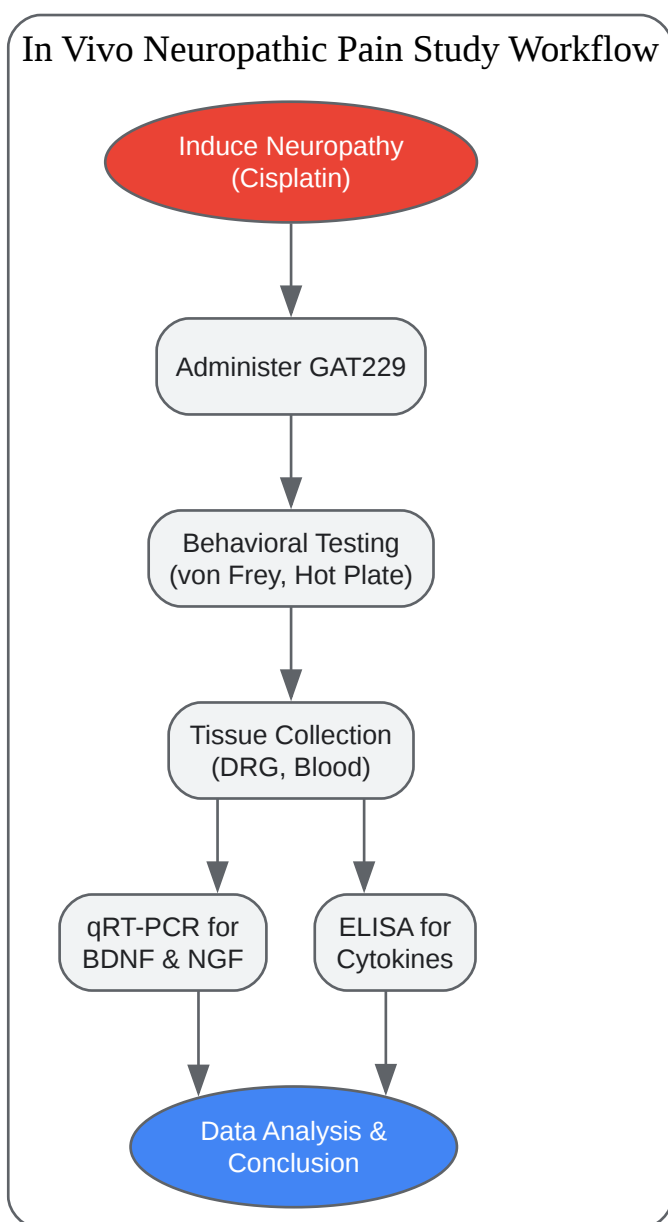 In Vivo Neuropathic Pain Study Workflow
Induce Neuropathy
(Cisplatin)
Administer GAT229
Behavioral Testing
(von Frey, Hot Plate)
Tissue Collection
(DRG, Blood)
qRT-PCR for
BDNF & NGF
ELISA for
Cytokines
Data Analysis &
Conclusion